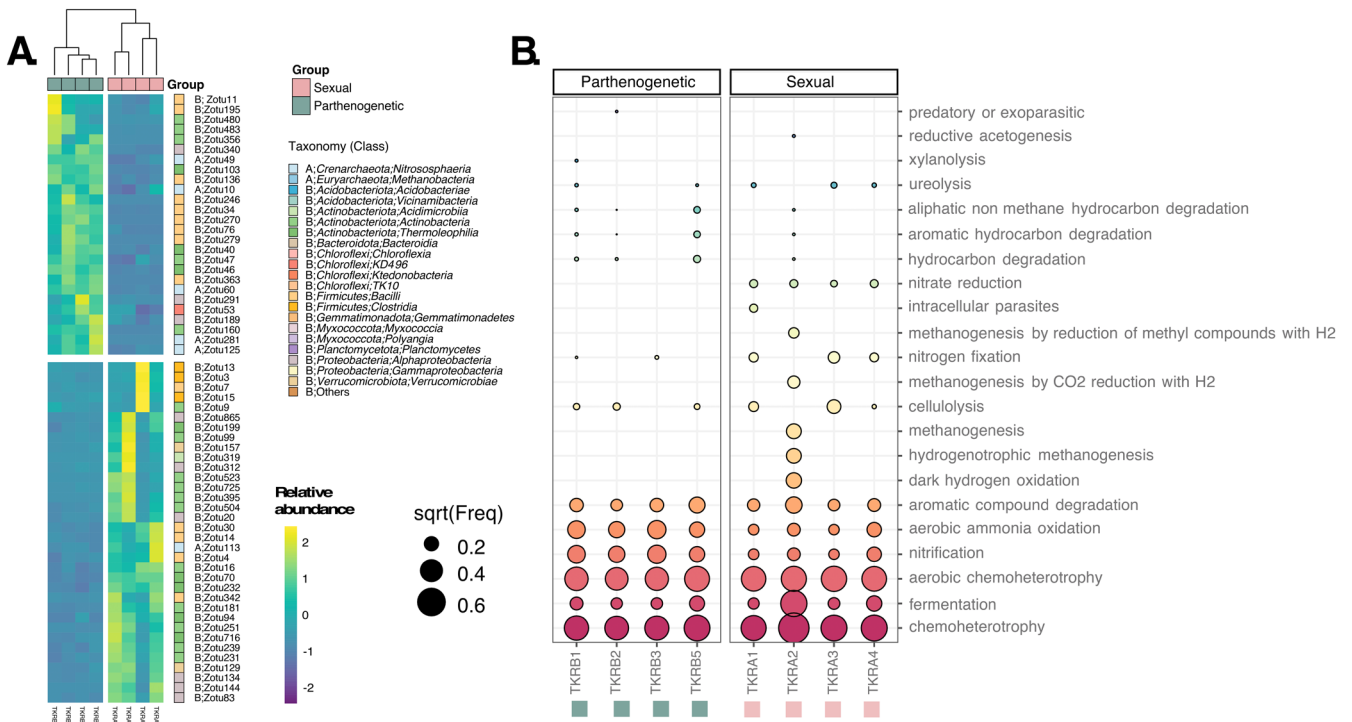 A.
Group
B; Zotu11
B;Zotu195
B;Zotu480
B;Zotu483
B;Zotu356
B;Zotu340
A;Zotu49
B;Zotu103
B;Zotu136
A;Zotu10
B;Zotu246
B;Zotu34
B;Zotu270
B;Zotu76
B;Zotu279
B;Zotu40
B;Zotu47
B;Zotu46
B;Zotu363
A;Zotu60
B;Zotu291
B;Zotu53
B;Zotu189
B;Zotu160
A;Zotu281
A;Zotu125
B;Zotu13
B;Zotu3
B;Zotu7
B;Zotu15
B;Zotu9
B;Zotu865
B;Zotu199
B;Zotu99
B;Zotu157
B;Zotu319
B;Zotu312
B;Zotu523
B;Zotu725
B;Zotu395
B;Zotu504
B;Zotu20
B;Zotu30
B;Zotu14
A;Zotu113
B;Zotu4
B;Zotu16
B;Zotu70
B;Zotu232
B;Zotu342
B;Zotu181
B;Zotu94
B;Zotu251
B;Zotu716
B;Zotu239
B;Zotu231
B;Zotu129
B;Zotu134
B;Zotu144
B;Zotu83
Group
Sexual
Parthenogenetic
Taxonomy (Class)
A;Crenarchaeota;Nitrososphaeria
A;Euryarchaeota;Methanobacteria
B;Acidobacteriota;Acidobacteriae
B;Acidobacteriota;Vicinamibacteria
B;Actinobacteriota;Acidimicrobiia
B;Actinobacteriota;Actinobacteria
B;Actinobacteriota;Thermoleophilia
B;Bacteroidota;Bacteroidia
B;Chloroflexi;Chloroflexia
B;Chloroflexi;KD496
B;Chloroflexi;Ktedonobacteria
B;Chloroflexi;TK10
B;Firmicutes;Bacilli
B;Firmicutes;Clostridia
B;Gemmatimonadota;Gemmatimonadetes
B;Myxococcota;Myxococcia
B;Myxococcota;Polyangia
B;Planctomycetota;Planctomycetes
B;Proteobacteria;Alphaproteobacteria
B;Proteobacteria;Gammaproteobacteria
B;Verrucomicrobiota;Verrucomicrobiae
B;Others
Relative
abundance
2
1
0
-1
-2
sqrt(Freq)
0.2
0.4
0.6
B.
Parthenogenetic
Sexual
predatory or exoparasitic
reductive acetogenesis
xylanolysis
ureolysis
aliphatic non methane hydrocarbon degradation
aromatic hydrocarbon degradation
hydrocarbon degradation
nitrate reduction
intracellular parasites
methanogenesis by reduction of methyl compounds with H2
nitrogen fixation
methanogenesis by CO2 reduction with H2
cellulolysis
methanogenesis
hydrogenotrophic methanogenesis
dark hydrogen oxidation
aromatic compound degradation
aerobic ammonia oxidation
nitrification
aerobic chemoheterotrophy
fermentation
chemoheterotrophy
TKRB1
TKRB2
TKRB3
TKRB5
TKRA1
TKRA2
TKRA3
TKRA4